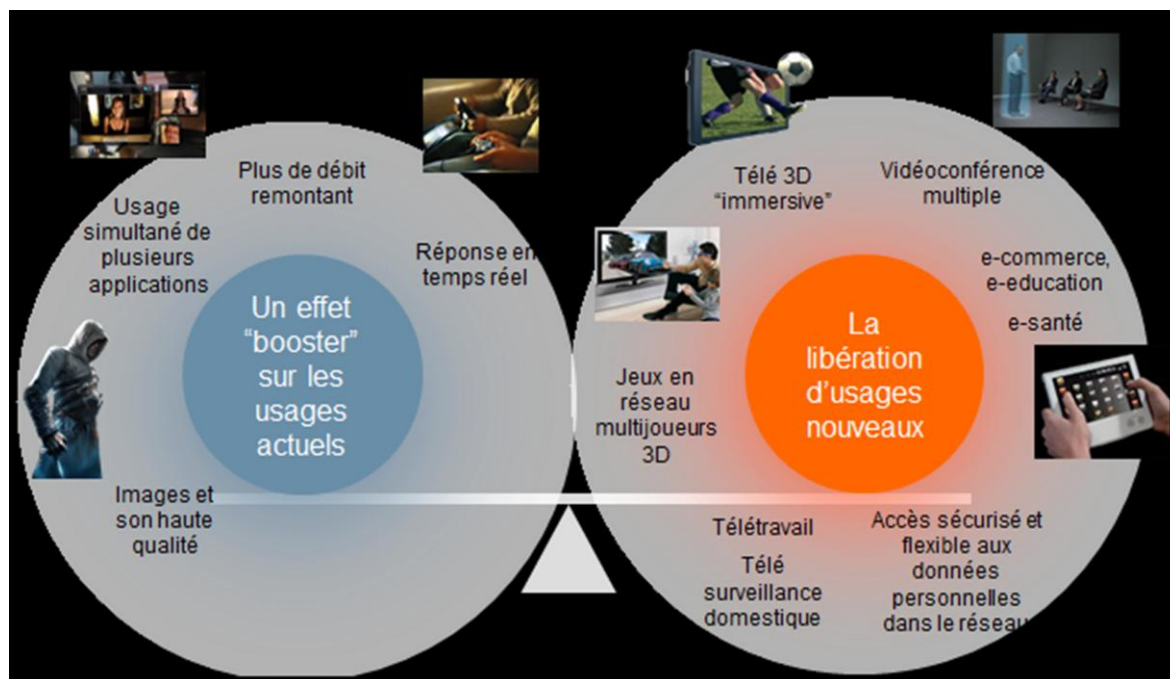 Plus de débit
remontant
Usage
simultané de
plusieurs
applications
Réponse en
temps réel
Un effet
“booster”
sur les
usages
actuels
Images et
son haute
qualité
Télé 3D
“immersive”
Vidéoconférence
multiple
e-commerce,
e-education
e-santé
La
libération
d’usages
nouveaux
Jeux en
réseau
multijoueurs
3D
Télétravail
Télé
surveillance
domestique
Accès sécurisé et
flexible aux
données
personnelles
dans le réseau